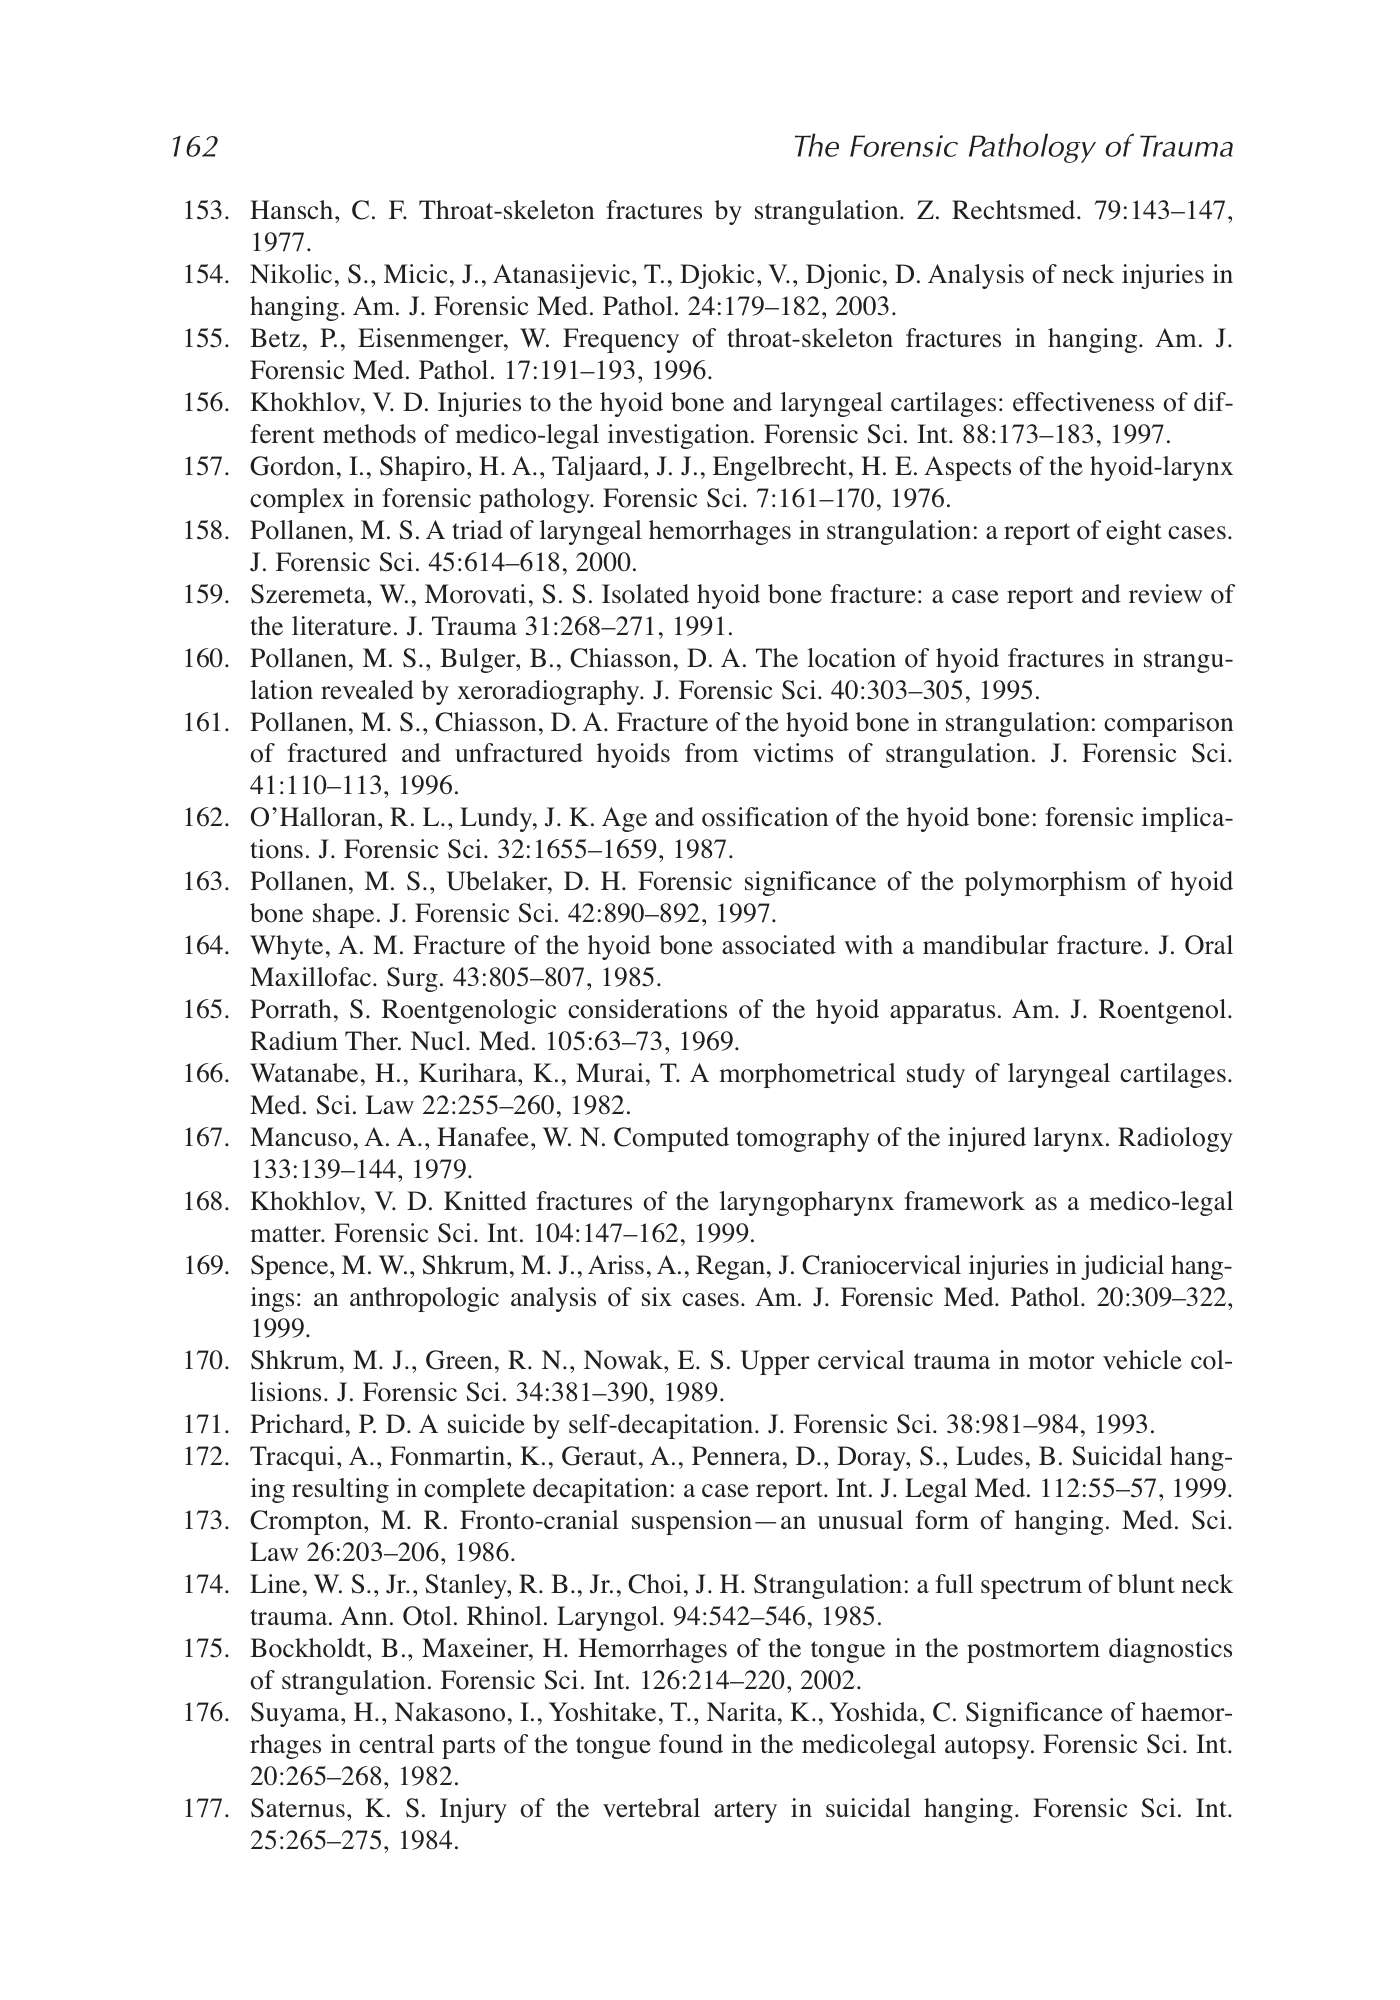 162
The Forensic Pathology of Trauma
153. Hansch, C. F. Throat-skeleton fractures by strangulation. Z. Rechtsmed. 79:143–147,
1977.
154. Nikolic, S., Micic, J., Atanasijevic, T., Djokic, V., Djonic, D. Analysis of neck injuries in
hanging. Am. J. Forensic Med. Pathol. 24:179–182, 2003.
155. Betz, P., Eisenmenger, W. Frequency of throat-skeleton fractures in hanging. Am. J.
Forensic Med. Pathol. 17:191–193, 1996.
156. Khokhlov, V. D. Injuries to the hyoid bone and laryngeal cartilages: effectiveness of dif-
ferent methods of medico-legal investigation. Forensic Sci. Int. 88:173–183, 1997.
157. Gordon, I., Shapiro, H. A., Taljaard, J. J., Engelbrecht, H. E. Aspects of the hyoid-larynx
complex in forensic pathology. Forensic Sci. 7:161–170, 1976.
158. Pollanen, M. S. A triad of laryngeal hemorrhages in strangulation: a report of eight cases.
J. Forensic Sci. 45:614–618, 2000.
159. Szeremeta, W., Morovati, S. S. Isolated hyoid bone fracture: a case report and review of
the literature. J. Trauma 31:268–271, 1991.
160. Pollanen, M. S., Bulger, B., Chiasson, D. A. The location of hyoid fractures in strangu-
lation revealed by xeroradiography. J. Forensic Sci. 40:303–305, 1995.
161. Pollanen, M. S., Chiasson, D. A. Fracture of the hyoid bone in strangulation: comparison
of fractured and unfractured hyoids from victims of strangulation. J. Forensic Sci.
41:110–113, 1996.
162. O’Halloran, R. L., Lundy, J. K. Age and ossification of the hyoid bone: forensic implica-
tions. J. Forensic Sci. 32:1655–1659, 1987.
163. Pollanen, M. S., Ubelaker, D. H. Forensic significance of the polymorphism of hyoid
bone shape. J. Forensic Sci. 42:890–892, 1997.
164. Whyte, A. M. Fracture of the hyoid bone associated with a mandibular fracture. J. Oral
Maxillofac. Surg. 43:805–807, 1985.
165. Porrath, S. Roentgenologic considerations of the hyoid apparatus. Am. J. Roentgenol.
Radium Ther. Nucl. Med. 105:63–73, 1969.
166. Watanabe, H., Kurihara, K., Murai, T. A morphometrical study of laryngeal cartilages.
Med. Sci. Law 22:255–260, 1982.
167. Mancuso, A. A., Hanafee, W. N. Computed tomography of the injured larynx. Radiology
133:139–144, 1979.
168. Khokhlov, V. D. Knitted fractures of the laryngopharynx framework as a medico-legal
matter. Forensic Sci. Int. 104:147–162, 1999.
169. Spence, M. W., Shkrum, M. J., Ariss, A., Regan, J. Craniocervical injuries in judicial hang-
ings: an anthropologic analysis of six cases. Am. J. Forensic Med. Pathol. 20:309–322,
1999.
170. Shkrum, M. J., Green, R. N., Nowak, E. S. Upper cervical trauma in motor vehicle col-
lisions. J. Forensic Sci. 34:381–390, 1989.
171. Prichard, P. D. A suicide by self-decapitation. J. Forensic Sci. 38:981–984, 1993.
172. Tracqui, A., Fonmartin, K., Geraut, A., Pennera, D., Doray, S., Ludes, B. Suicidal hang-
ing resulting in complete decapitation: a case report. Int. J. Legal Med. 112:55–57, 1999.
173. Crompton, M. R. Fronto-cranial suspension—an unusual form of hanging. Med. Sci.
Law 26:203–206, 1986.
174. Line, W. S., Jr., Stanley, R. B., Jr., Choi, J. H. Strangulation: a full spectrum of blunt neck
trauma. Ann. Otol. Rhinol. Laryngol. 94:542–546, 1985.
175. Bockholdt, B., Maxeiner, H. Hemorrhages of the tongue in the postmortem diagnostics
of strangulation. Forensic Sci. Int. 126:214–220, 2002.
176. Suyama, H., Nakasono, I., Yoshitake, T., Narita, K., Yoshida, C. Significance of haemor-
rhages in central parts of the tongue found in the medicolegal autopsy. Forensic Sci. Int.
20:265–268, 1982.
177. Saternus, K. S. Injury of the vertebral artery in suicidal hanging. Forensic Sci. Int.
25:265–275, 1984.